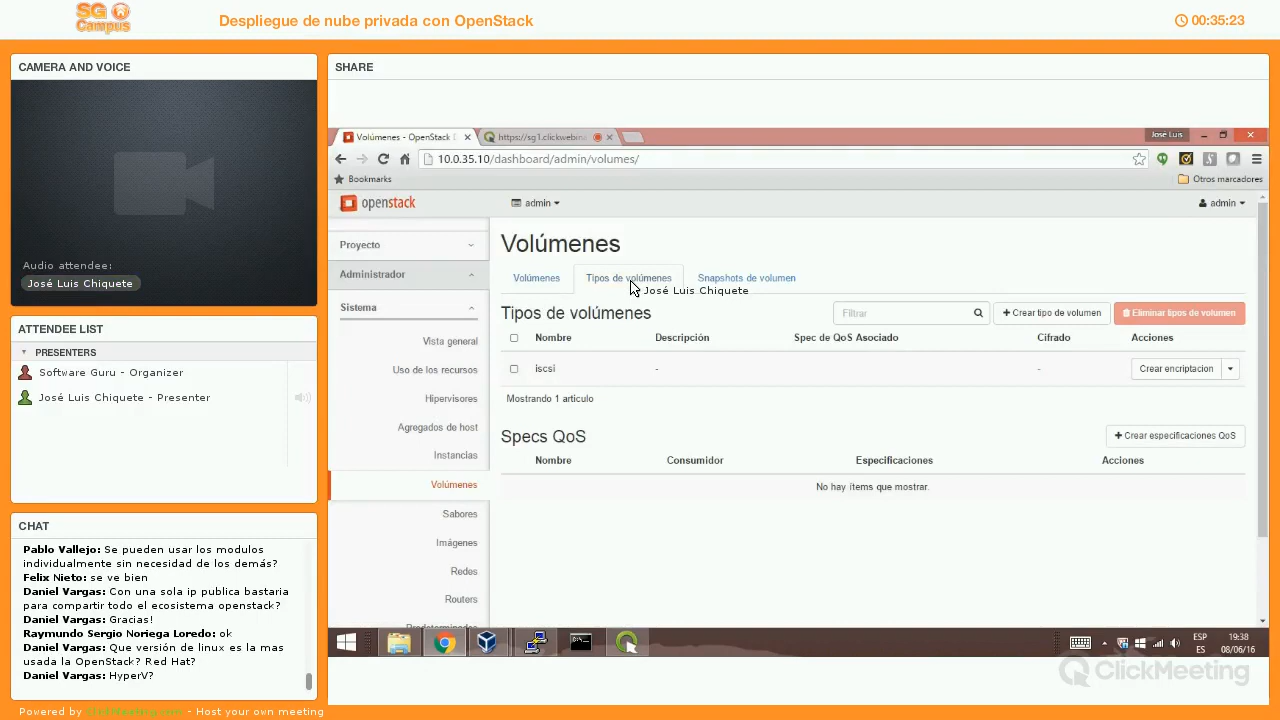 SG Campus
Despliegue de nube privada con OpenStack
00:35:23
CAMERA AND VOICE
Audio attendee:
José Luis Chiquete
ATTENDEE LIST
PRESENTERS
Software Guru - Organizer
José Luis Chiquete - Presenter
CHAT
Pablo Vallejo: Se pueden usar los modulos
individualmente sin necesidad de los demás?
Felix Nieto: se ve bien
Daniel Vargas: Con una sola ip publica bastaria
para compartir todo el ecosistema openstack?
Daniel Vargas: Gracias!
Raymundo Sergio Noriega Loredo: ok
Daniel Vargas: Que versión de linux es la mas
usada la OpenStack? Red Hat?
Daniel Vargas: HyperV?
SHARE
Volúmenes - OpenStack
https://sg1.clickwebin
José Luis
10.0.35.10/dashboard/admin/volumes/
Bookmarks
Otros marcadores
openstack
admin
admin
Proyecto
Administrador
Sistema
Vista general
Uso de los recursos
Hipervisores
Agregados de host
Instancias
Volúmenes
Sabores
Imágenes
Redes
Routers
Volúmenes
Volúmenes Tipos de volúmenes Snapshots de volumen
José Luis Chiquete
Tipos de volúmenes
Filtrar
Crear tipo de volumen
Eliminar tipos de volumen
Nombre Descripción Spec de QoS Asociado Cifrado Acciones
iscsi - - Crear encriptacion
Mostrando 1 articulo
Specs QoS
Crear especificaciones QoS
Nombre Consumidor Especificaciones Acciones
No hay ítems que mostrar.
ESP
ES
19:38
08/06/16
ClickMeeting
Powered by ClickMeeting.com - Host your own meeting